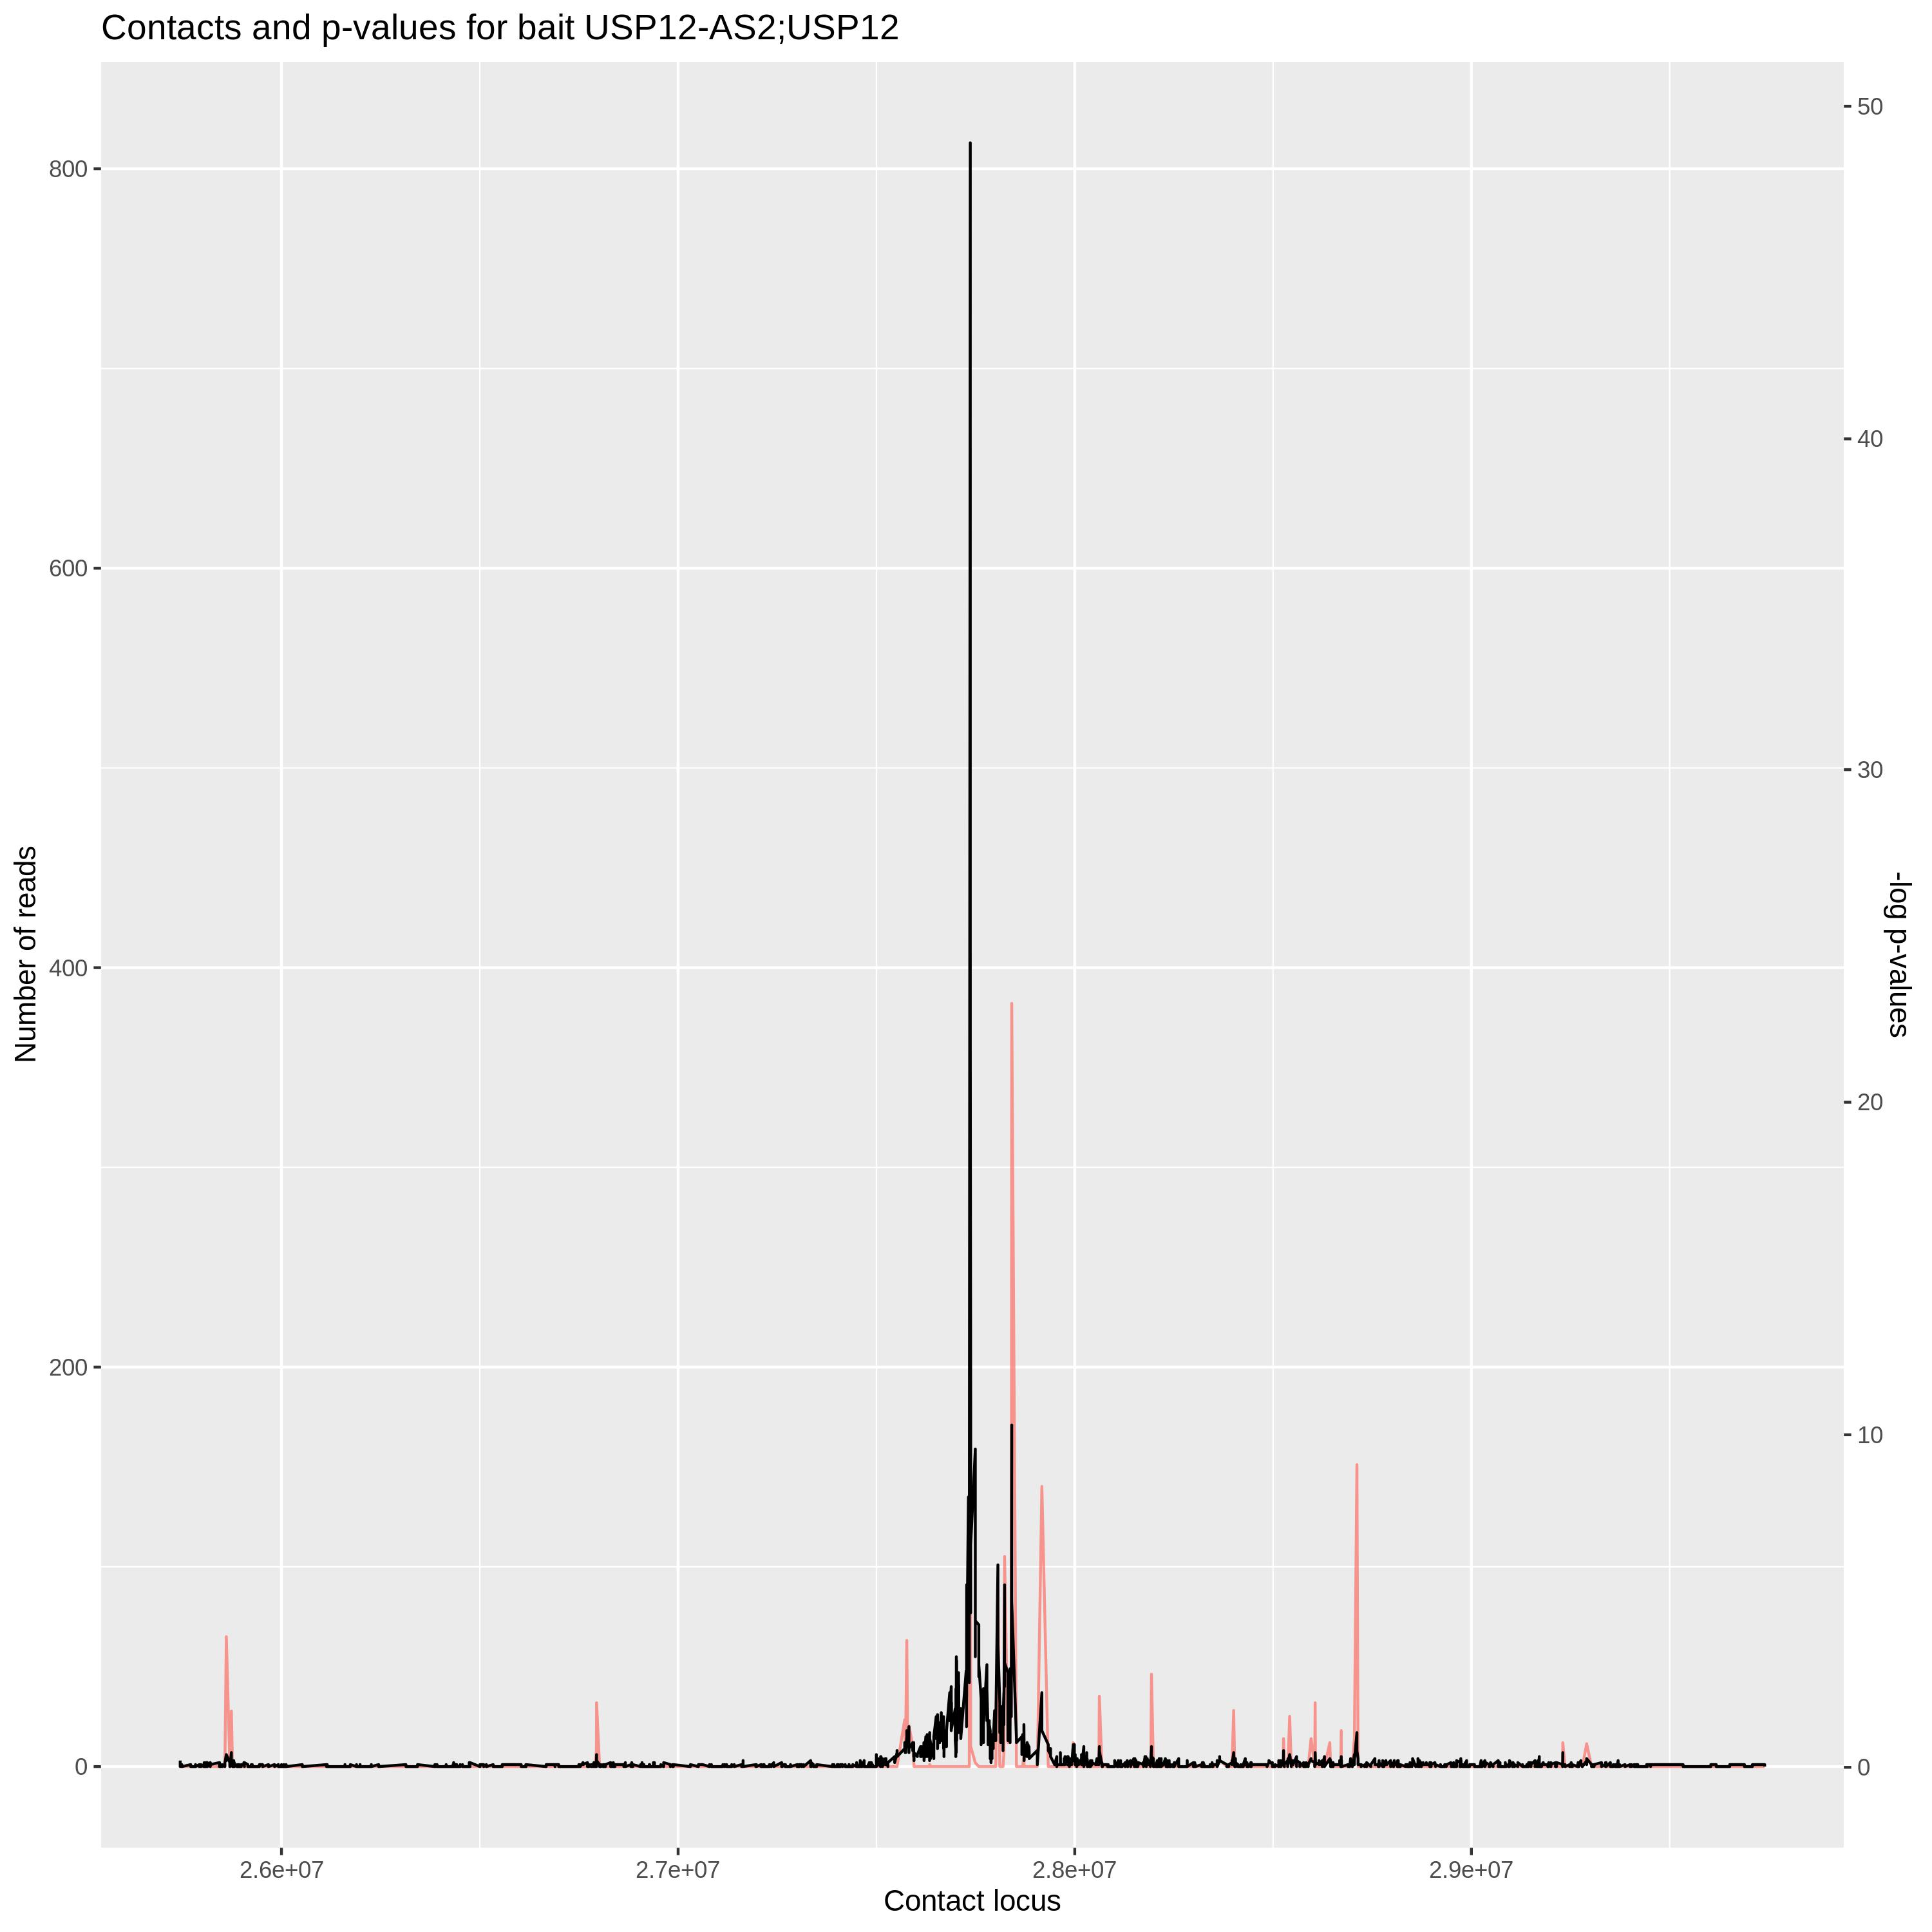 Contacts and p-values for bait USP12-AS2;USP12
50
800
40
600
30
Number of reads
-log p-values
400
20
200
10
0
0
2.6e+07
2.7e+07
2.8e+07
2.9e+07
Contact locus